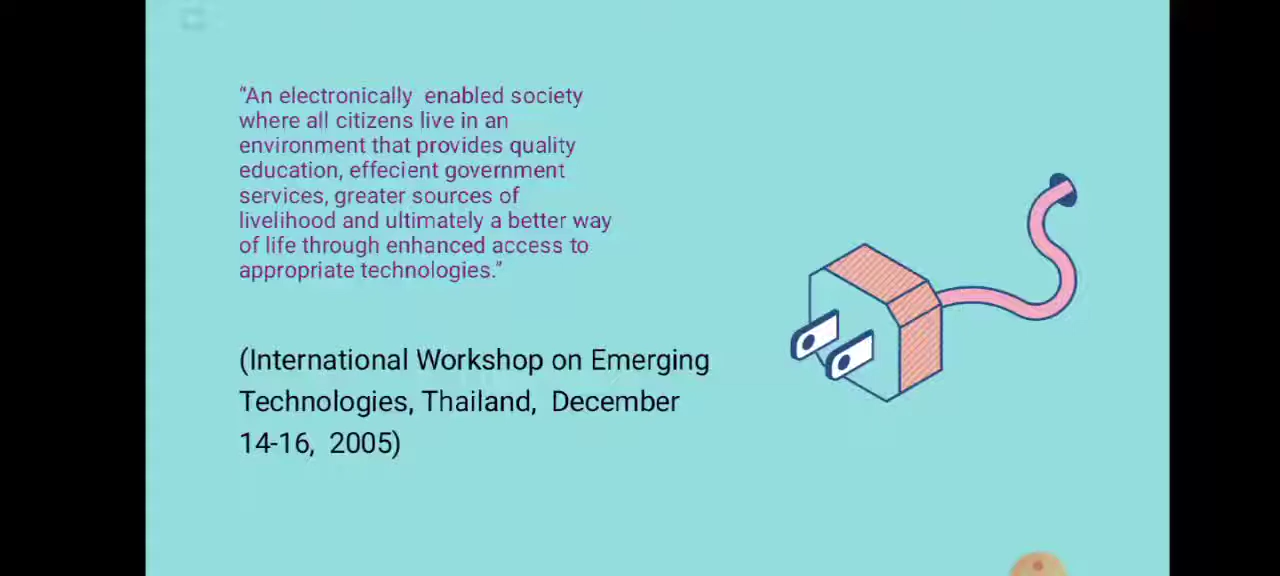 “An electronically  enabled society
where all citizens live in an
environment that provides quality
education, effecient government
services, greater sources of
livelihood and ultimately a better way
of life through enhanced access to
appropriate technologies.”
(International Workshop on Emerging
Technologies, Thailand,  December
14-16,  2005)